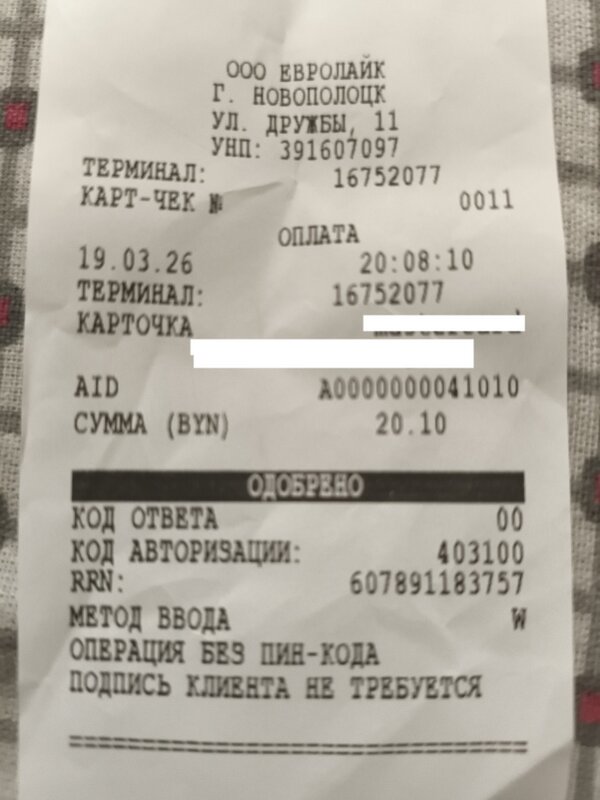 ООО ЕВРОЛАЙК
Г. НОВОПОЛОЦК
УЛ. ДРУЖБЫ, 11
УНП: 391607097
ТЕРМИНАЛ: 16752077
КАРТ-ЧЕК № 0011
ОПЛАТА
19.03.26 20:08:10
ТЕРМИНАЛ: 16752077
КАРТОЧКА
AID A0000000041010
СУММА (BYN) 20.10
ОДОБРЕНО
КОД ОТВЕТА 00
КОД АВТОРИЗАЦИИ: 403100
RRN: 607891183757
МЕТОД ВВОДА W
ОПЕРАЦИЯ БЕЗ ПИН-КОДА
ПОДПИСЬ КЛИЕНТА НЕ ТРЕБУЕТСЯ